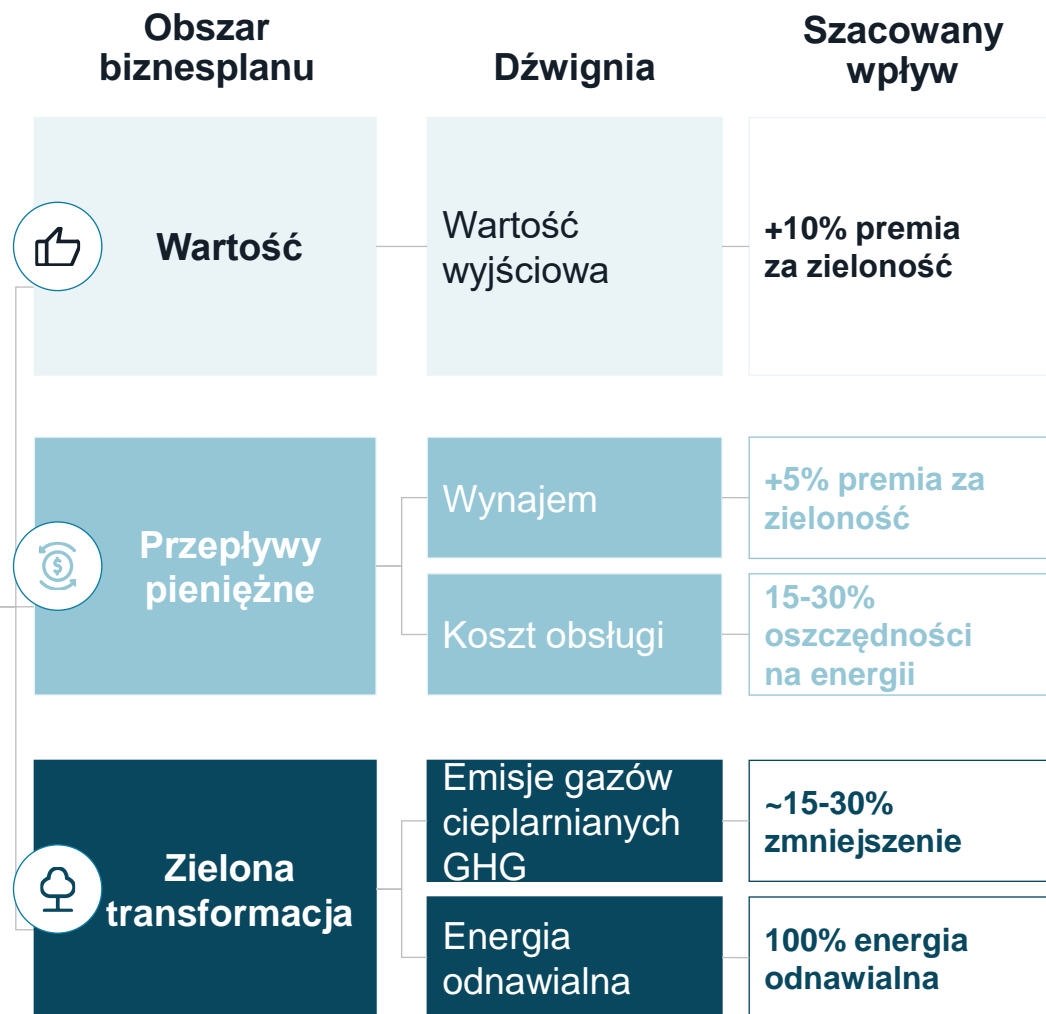 Obszar
biznesplanu
Dźwignia
Szacowany
wpływ
Wartość
Wartość
wyjściowa
+10% premia
za zieloność
Przepływy
pieniężne
$
Wynajem
+5% premia za
zieloność
Koszt obsługi
15-30%
oszczędności
na energii
Zielona
transformacja
Emisje gazów
cieplarnianych
GHG
~15-30%
zmniejszenie
Energia
odnawialna
100% energia
odnawialna